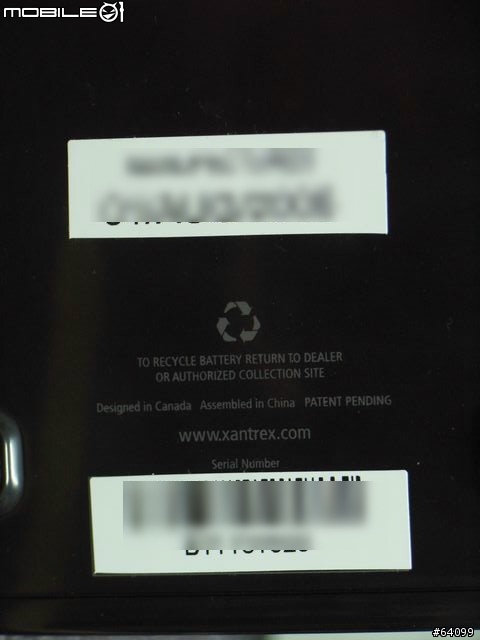 MOBILE01
TO RECYCLE BATTERY RETURN TO DEALER
OR AUTHORIZED COLLECTION SITE
Designed in Canada Assembled in China PATENT PENDING
www.xantrex.com
Serial Number
#64099